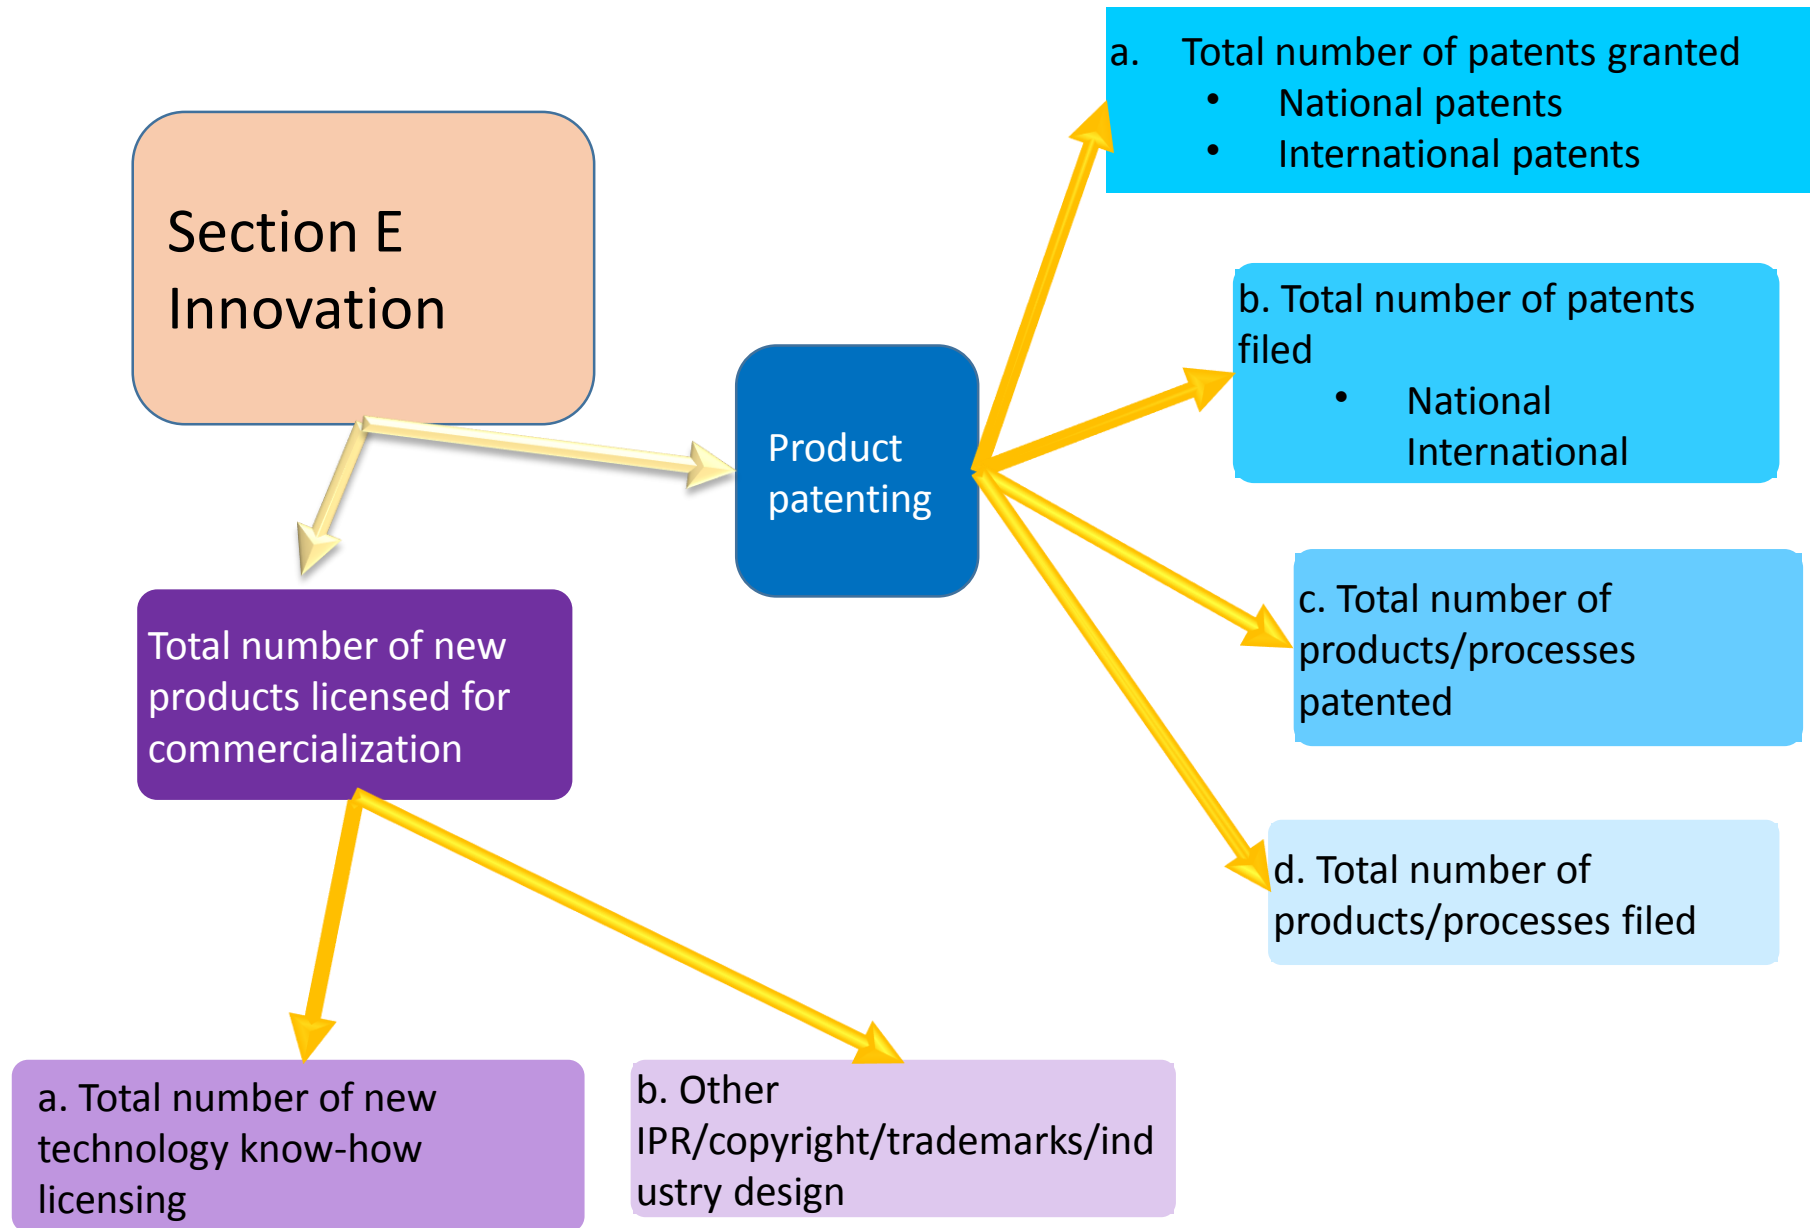 a. Total number of patents granted
• National patents
• International patents
Section E
Innovation
b. Total number of patents
filed
• National
International
Product
patenting
c. Total number of
products/processes
patented
Total number of new
products licensed for
commercialization
d. Total number of
products/processes filed
a. Total number of new
technology know-how
licensing
b. Other
IPR/copyright/trademarks/ind
ustry design